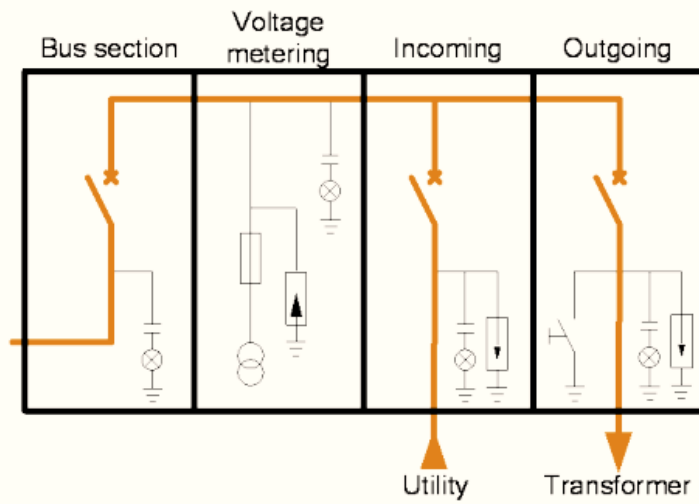 Bus section
Voltage
metering
Incoming
Outgoing
Utility
Transformer